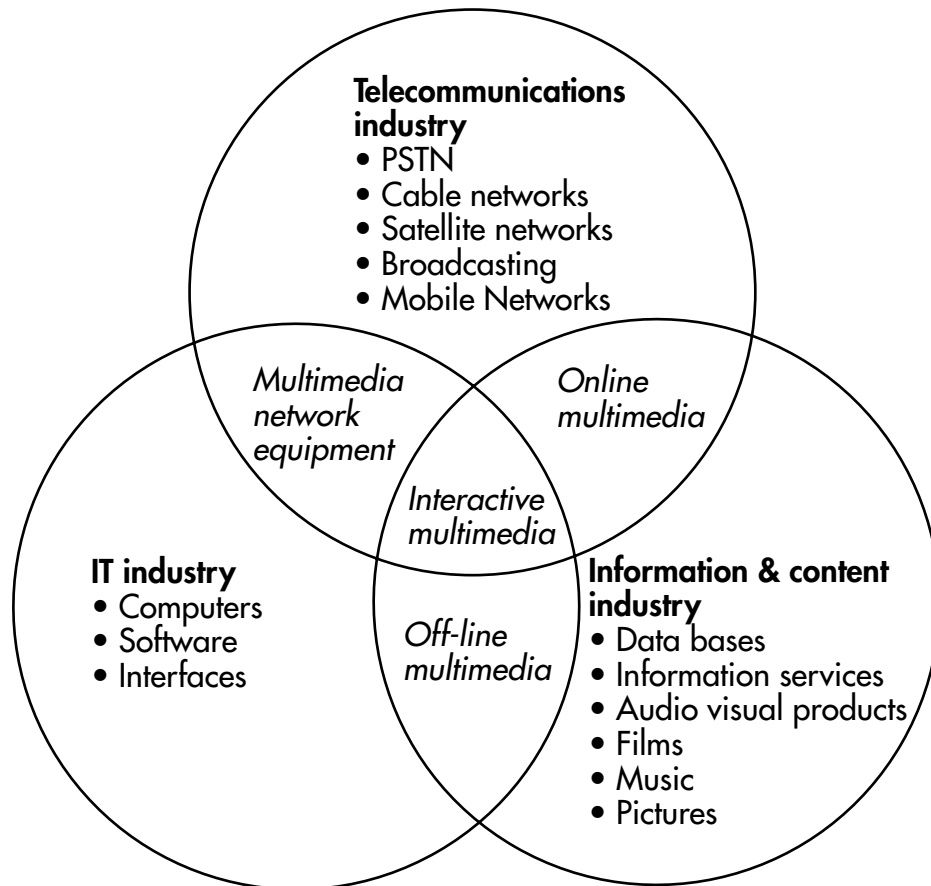 Telecommunications
industry
• PSTN
• Cable networks
• Satellite networks
• Broadcasting
• Mobile Networks
Multimedia
network
equipment
Online
multimedia
Interactive
multimedia
IT industry
• Computers
• Software
• Interfaces
Off-line
multimedia
Information & content
industry
• Data bases
• Information services
• Audio visual products
• Films
• Music
• Pictures